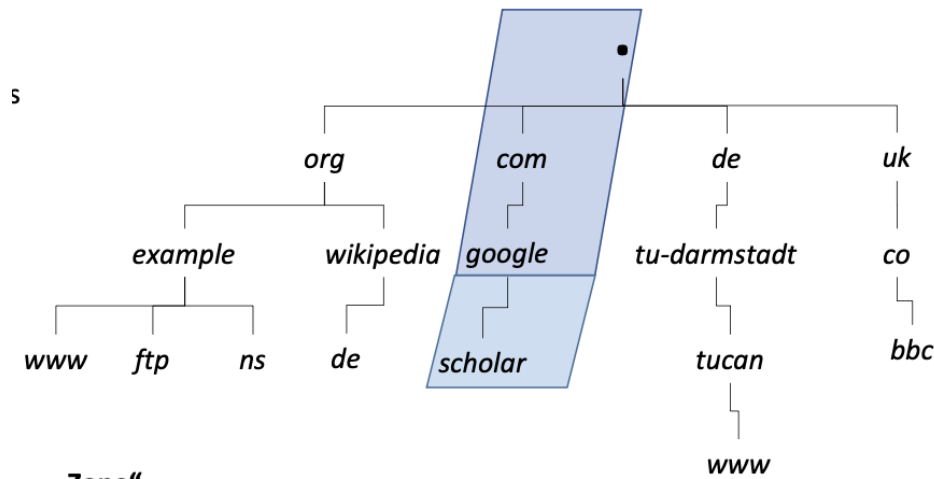 .
s
org com de uk
example wikipedia google tu-darmstadt co
www ftp ns de scholar tucan bbc
www